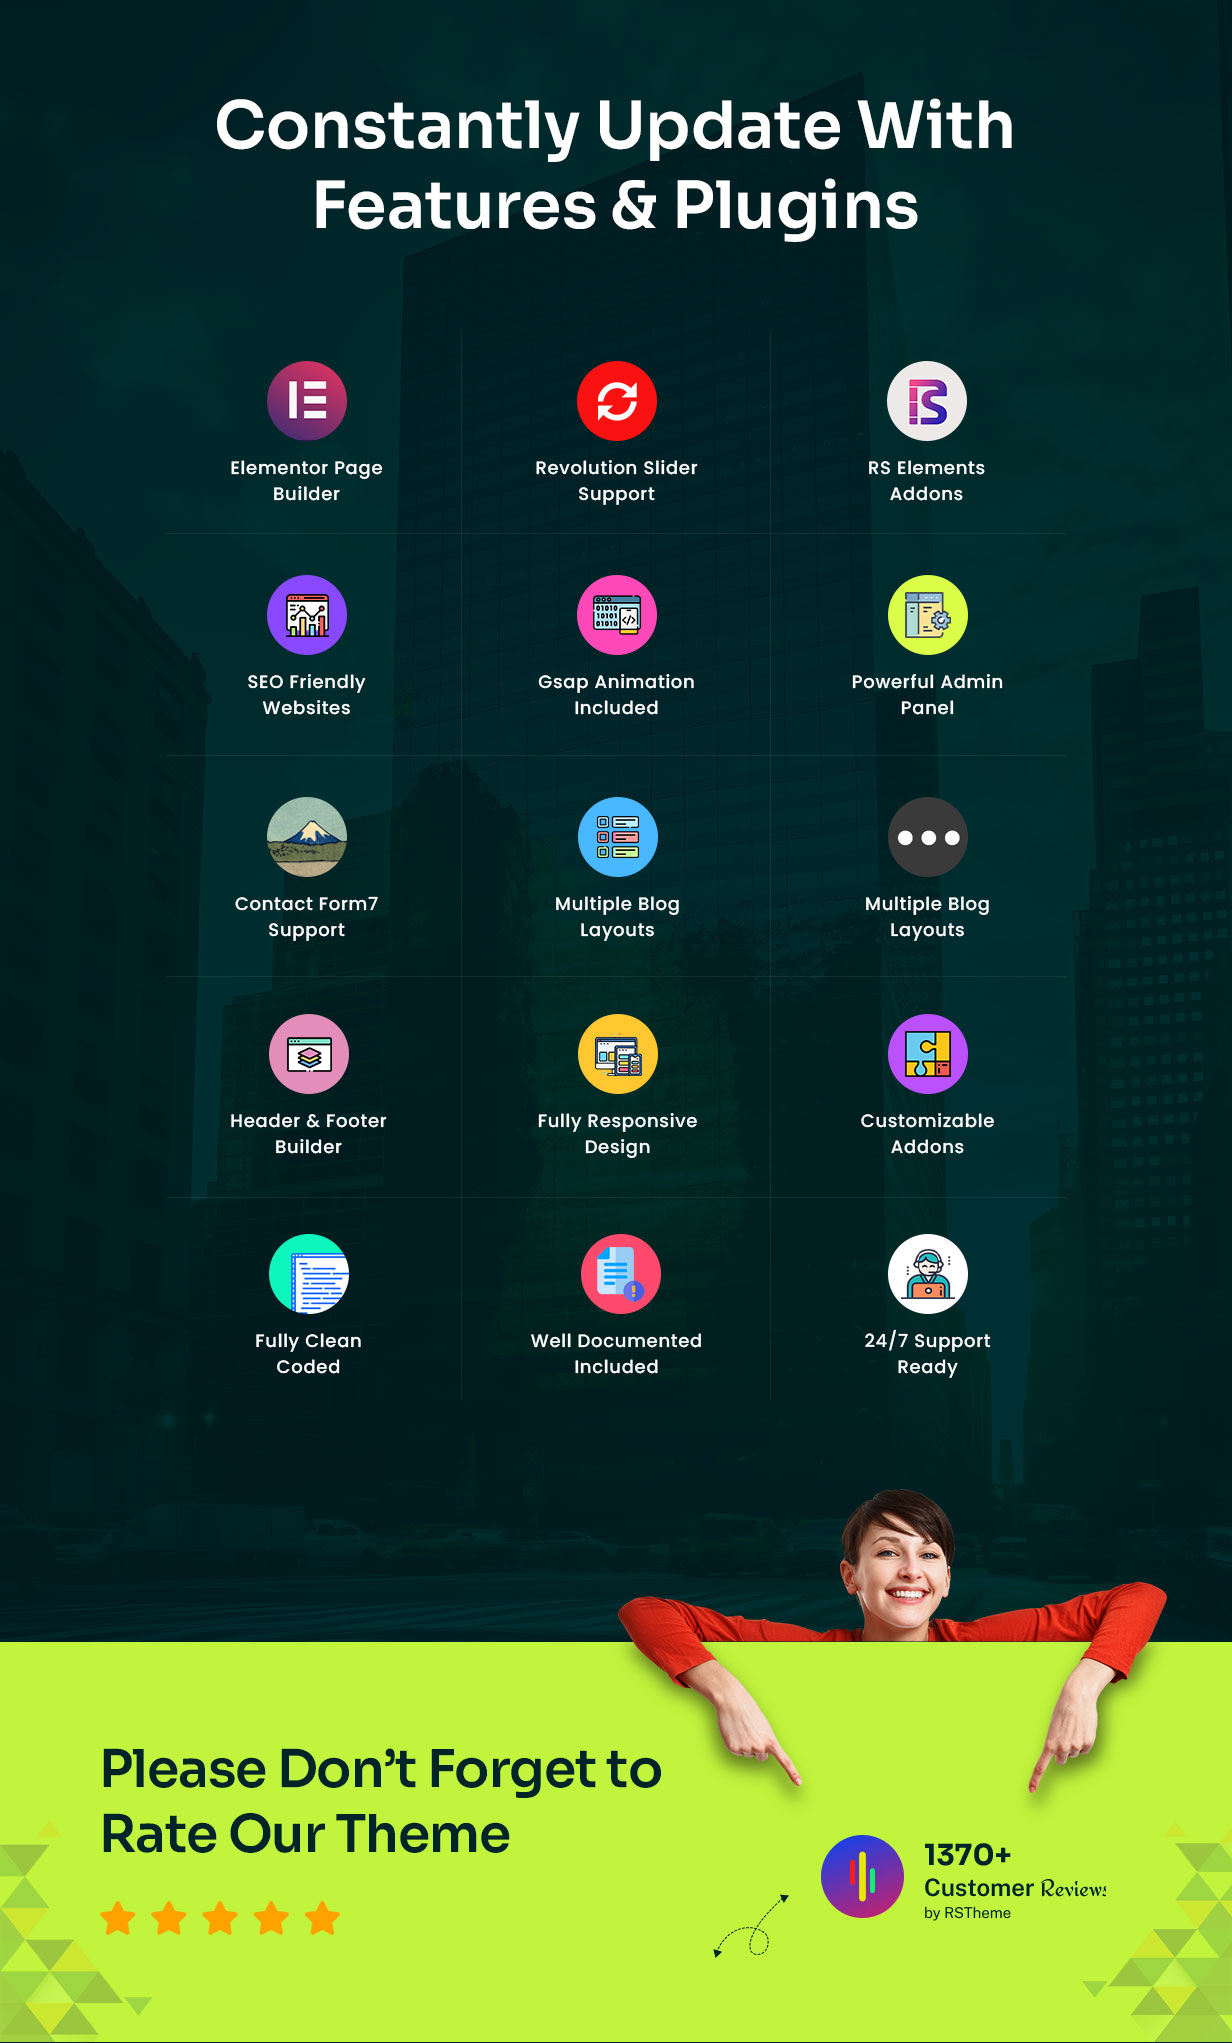 Constantly Update With
Features & Plugins
Elementor Page
Builder
Revolution Slider
Support
RS Elements
Addons
SEO Friendly
Websites
Gsap Animation
Included
Powerful Admin
Panel
Contact Form7
Support
Multiple Blog
Layouts
Multiple Blog
Layouts
Header & Footer
Builder
Fully Responsive
Design
Customizable
Addons
Fully Clean
Coded
Well Documented
Included
24/7 Support
Ready
Please Don't Forget to
Rate Our Theme
1370+
Customer Reviews
by RSTheme